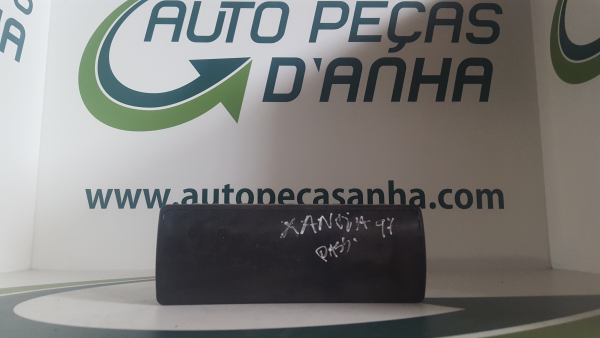 AUTO PEÇAS
D'ANHA
www.autopecasanha.com
XANTIA 97
PASS.